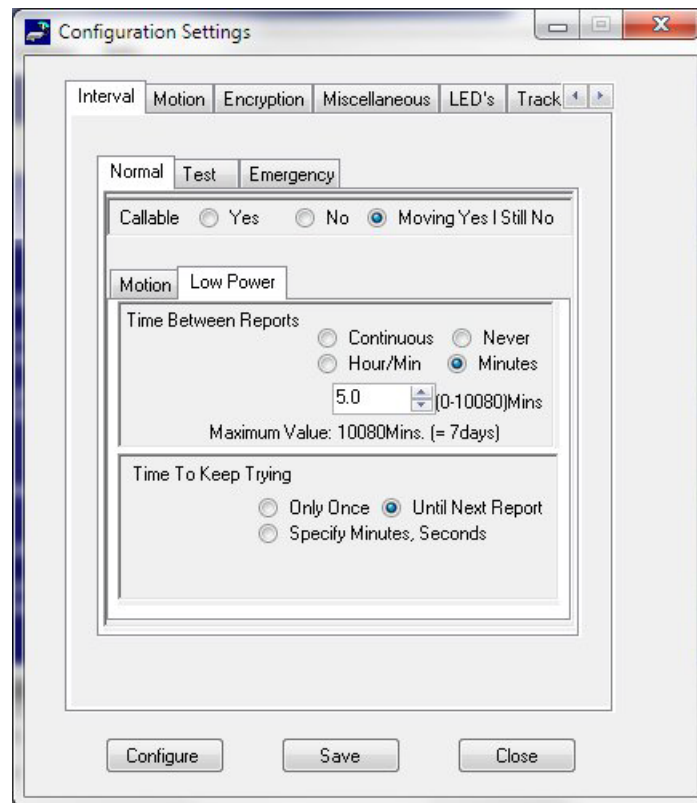 Configuration Settings
Interval Motion Encryption Miscellaneous LED's Track
Normal Test Emergency
Callable Yes No Moving Yes I Still No
Motion Low Power
Time Between Reports
Continuous Never
Hour/Min Minutes
5.0 (0-10080)Mins
Maximum Value: 10080Mins. (= 7days)
Time To Keep Trying
Only Once Until Next Report
Specify Minutes, Seconds
Configure Save Close